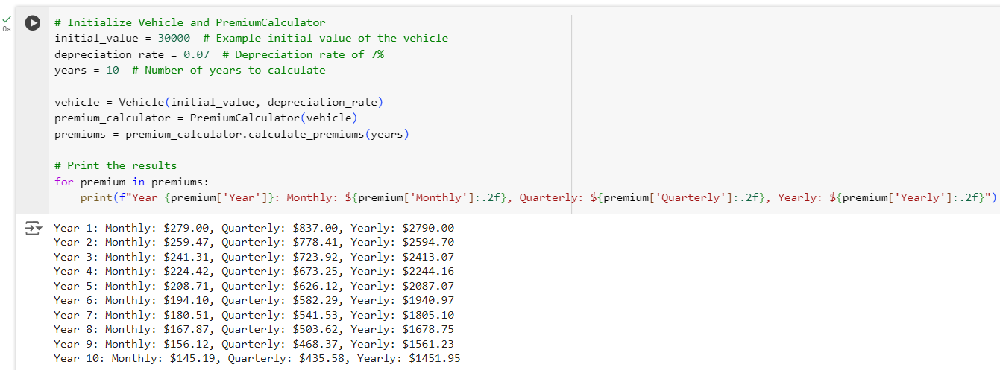 0s
# Initialize Vehicle and PremiumCalculator
initial_value = 30000  # Example initial value of the vehicle
depreciation_rate = 0.07  # Depreciation rate of 7%
years = 10  # Number of years to calculate
vehicle = Vehicle(initial_value, depreciation_rate)
premium_calculator = PremiumCalculator(vehicle)
premiums = premium_calculator.calculate_premiums(years)
# Print the results
for premium in premiums:
    print(f"Year {premium['Year']}: Monthly: ${premium['Monthly']:.2f}, Quarterly: ${premium['Quarterly']:.2f}, Yearly: ${premium['Yearly']:.2f}")
Year 1: Monthly: $279.00, Quarterly: $837.00, Yearly: $2790.00
Year 2: Monthly: $259.47, Quarterly: $778.41, Yearly: $2594.70
Year 3: Monthly: $241.31, Quarterly: $723.92, Yearly: $2413.07
Year 4: Monthly: $224.42, Quarterly: $673.25, Yearly: $2244.16
Year 5: Monthly: $208.71, Quarterly: $626.12, Yearly: $2087.07
Year 6: Monthly: $194.10, Quarterly: $582.29, Yearly: $1940.97
Year 7: Monthly: $180.51, Quarterly: $541.53, Yearly: $1805.10
Year 8: Monthly: $167.87, Quarterly: $503.62, Yearly: $1678.75
Year 9: Monthly: $156.12, Quarterly: $468.37, Yearly: $1561.23
Year 10: Monthly: $145.19, Quarterly: $435.58, Yearly: $1451.95